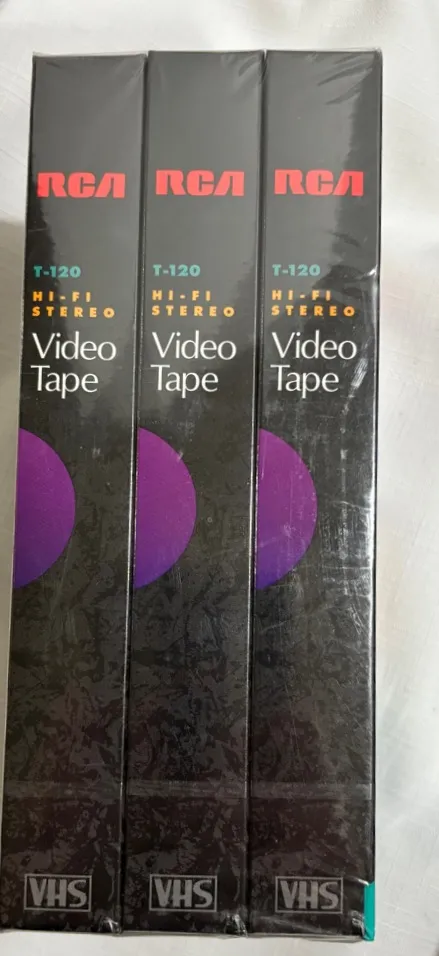 RCA
T-120
HI-FI
STEREO
Video
Tape
VHS
RCA
T-120
HI-FI
STEREO
Video
Tape
VHS
RCA
T-120
HI-FI
STEREO
Video
Tape
VHS